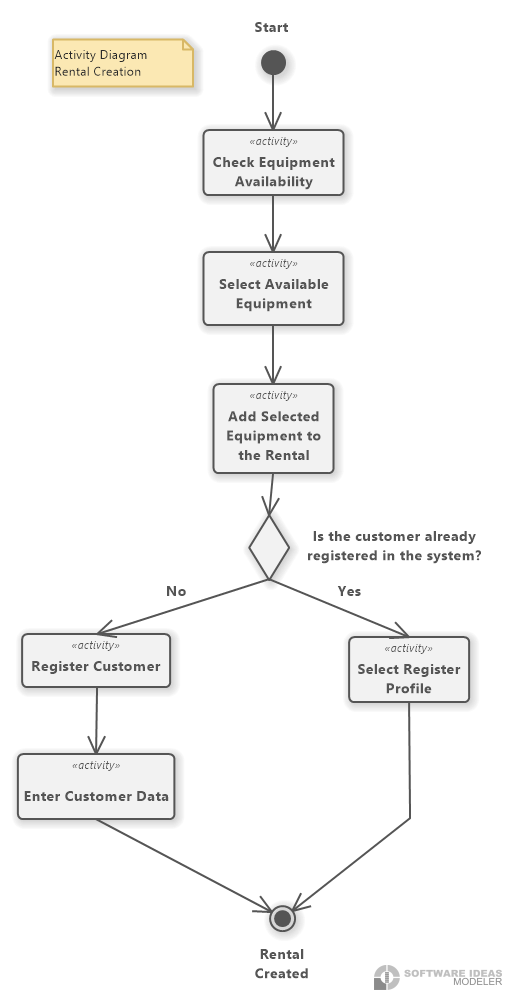 Start
Activity Diagram
Rental Creation
«activity»
Check Equipment
Availability
«activity»
Select Available
Equipment
«activity»
Add Selected
Equipment to
the Rental
Is the customer already
registered in the system?
No
Yes
«activity»
Register Customer
«activity»
Select Register
Profile
«activity»
Enter Customer Data
Rental
Created
SOFTWARE IDEAS
MODELER